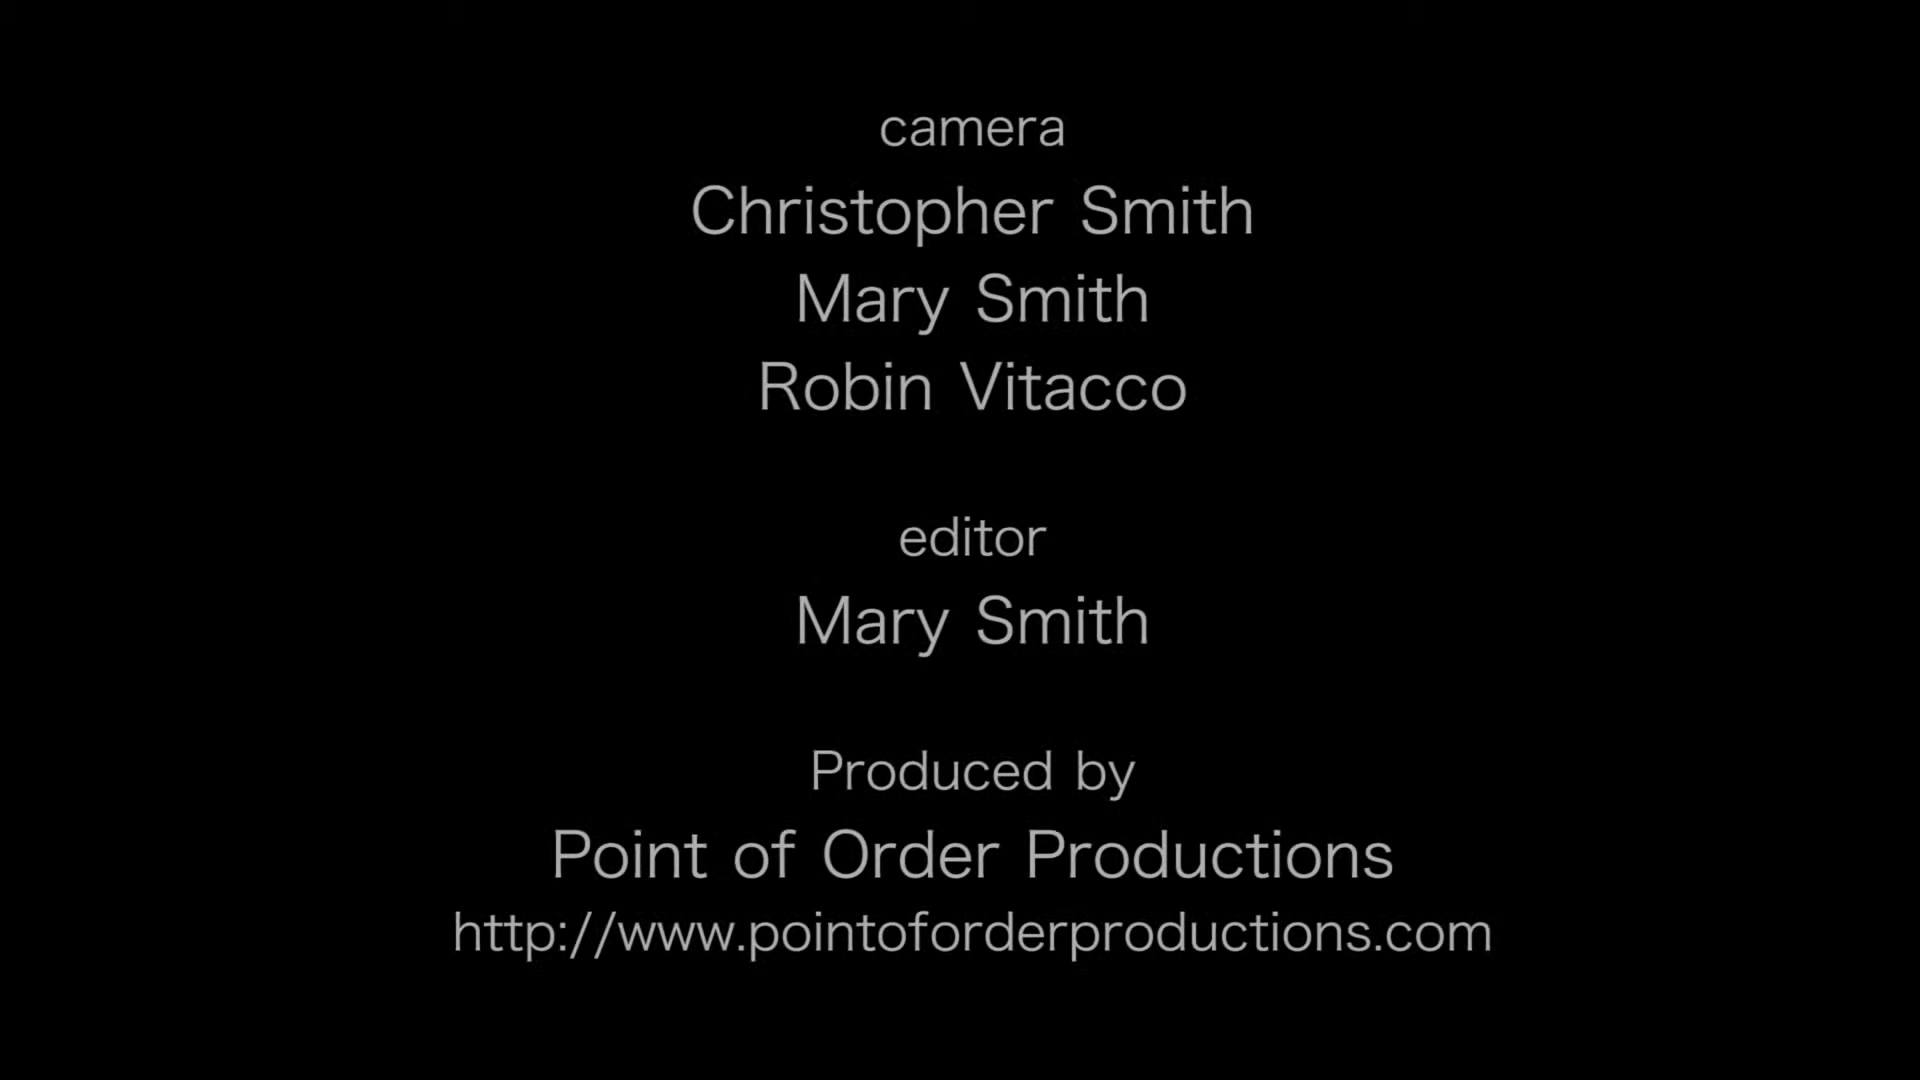 camera
Christopher Smith
Mary Smith
Robin Vitacco
editor
Mary Smith
Produced by
Point of Order Productions
http://www.pointoforderproductions.com